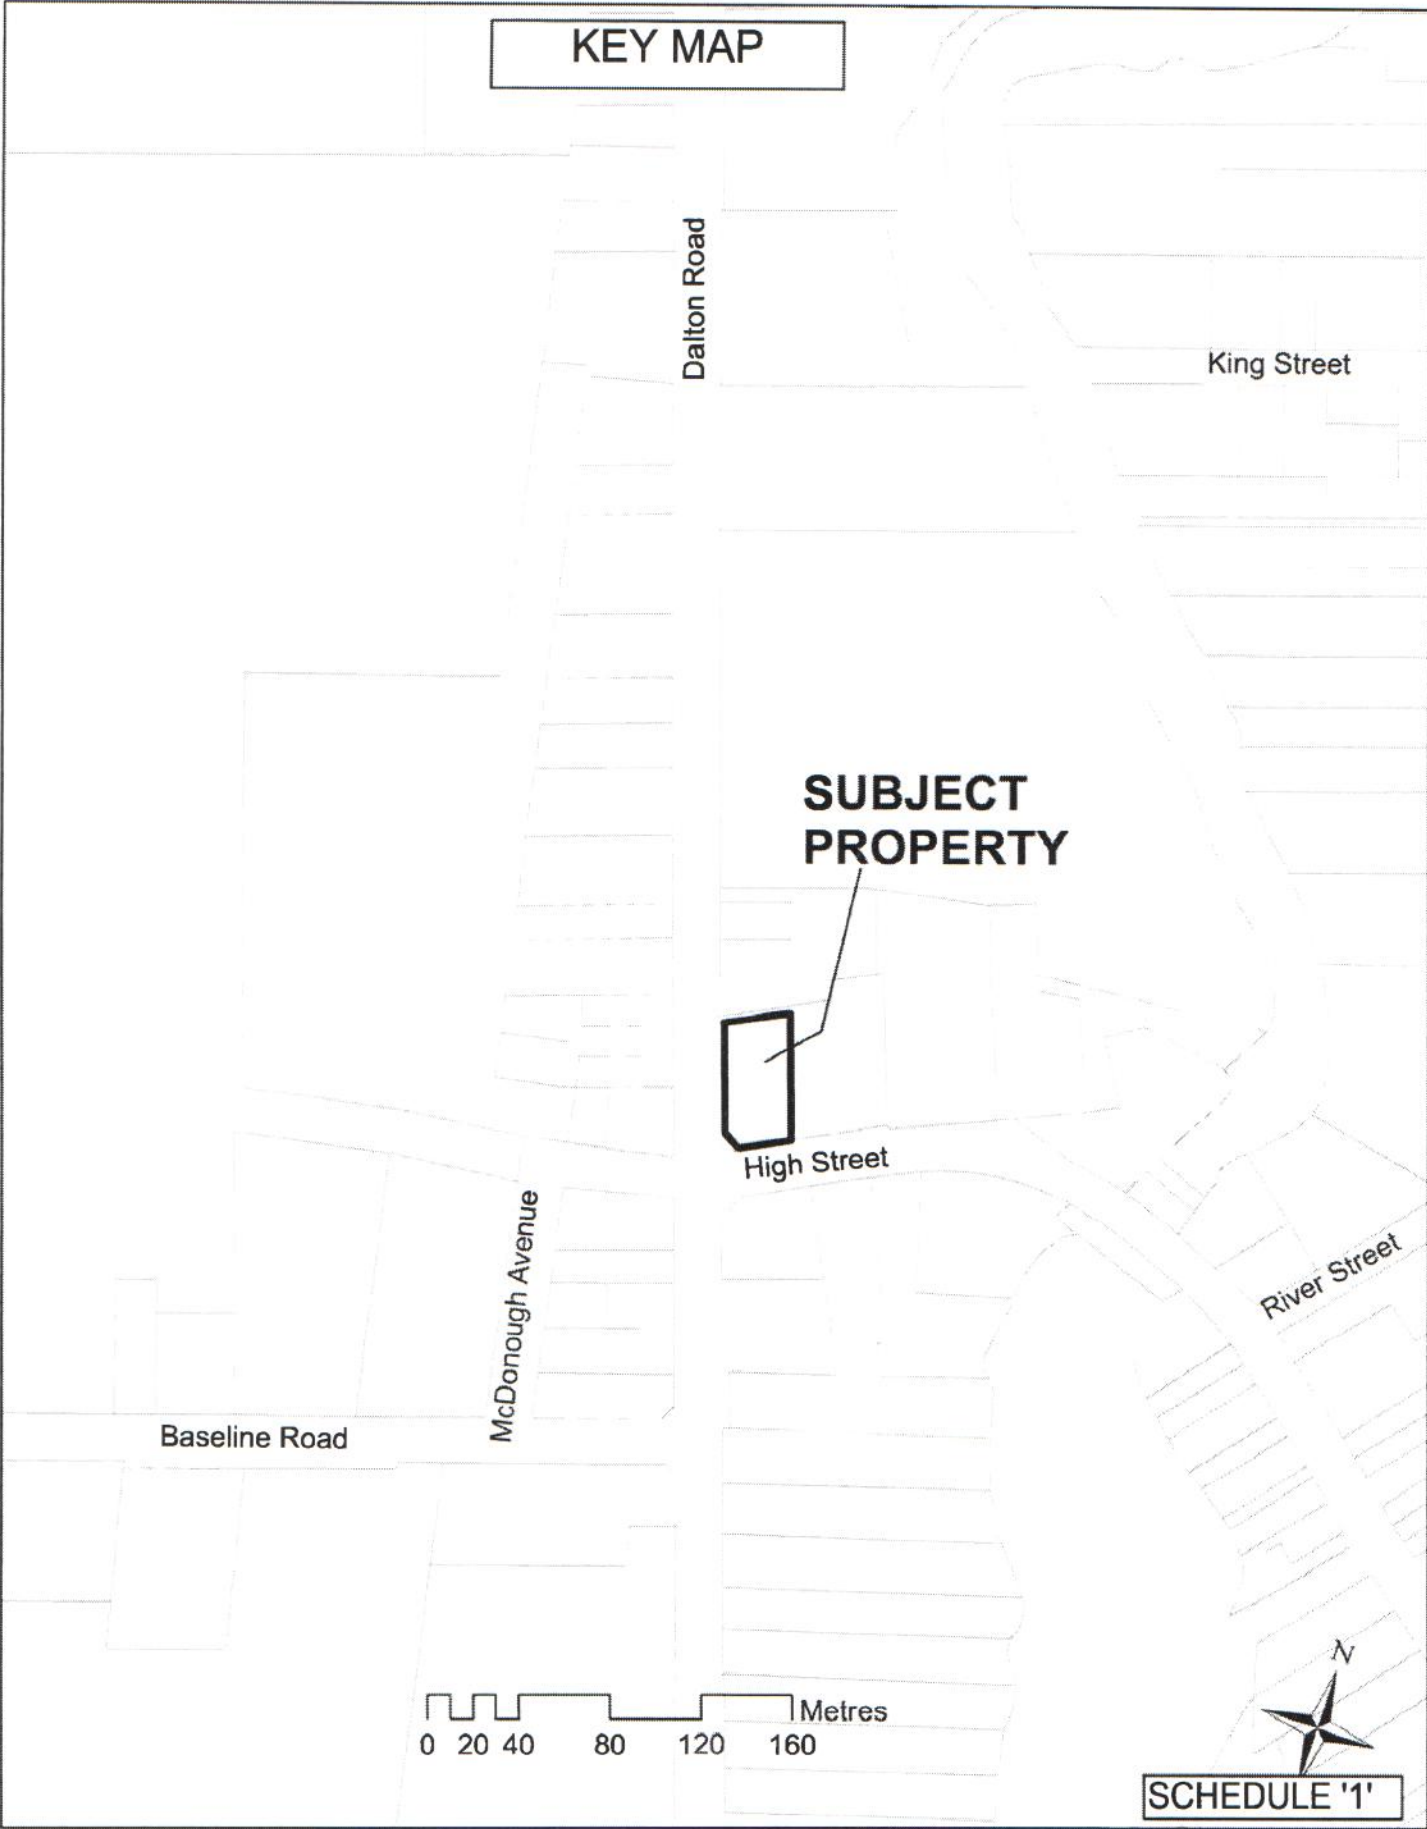 KEY MAP
Dalton Road
King Street
SUBJECT
PROPERTY
High Street
McDonough Avenue
River Street
Baseline Road
N
Metres
0 20 40 80 120 160
SCHEDULE '1'